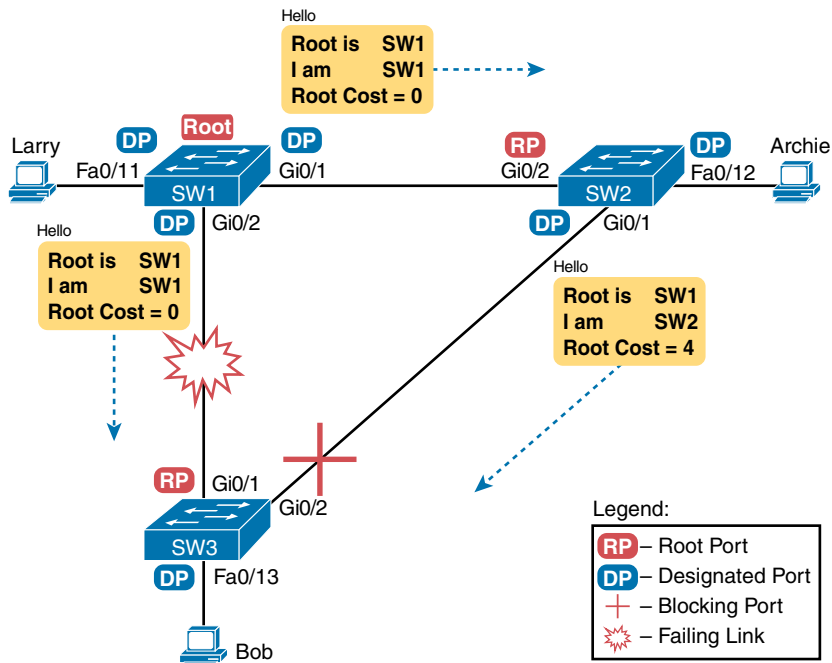 Hello
Root is SW1
I am SW1
Root Cost = 0
Larry
DP
Root
DP
RP
DP
Archie
Fa0/11
SW1
Gi0/1
Gi0/2
SW2
Fa0/12
DP
Gi0/2
DP
Gi0/1
Hello
Root is SW1
I am SW1
Root Cost = 0
Hello
Root is SW1
I am SW2
Root Cost = 4
RP
Gi0/1
Gi0/2
SW3
DP
Fa0/13
Bob
Legend:
RP – Root Port
DP – Designated Port
– Blocking Port
– Failing Link